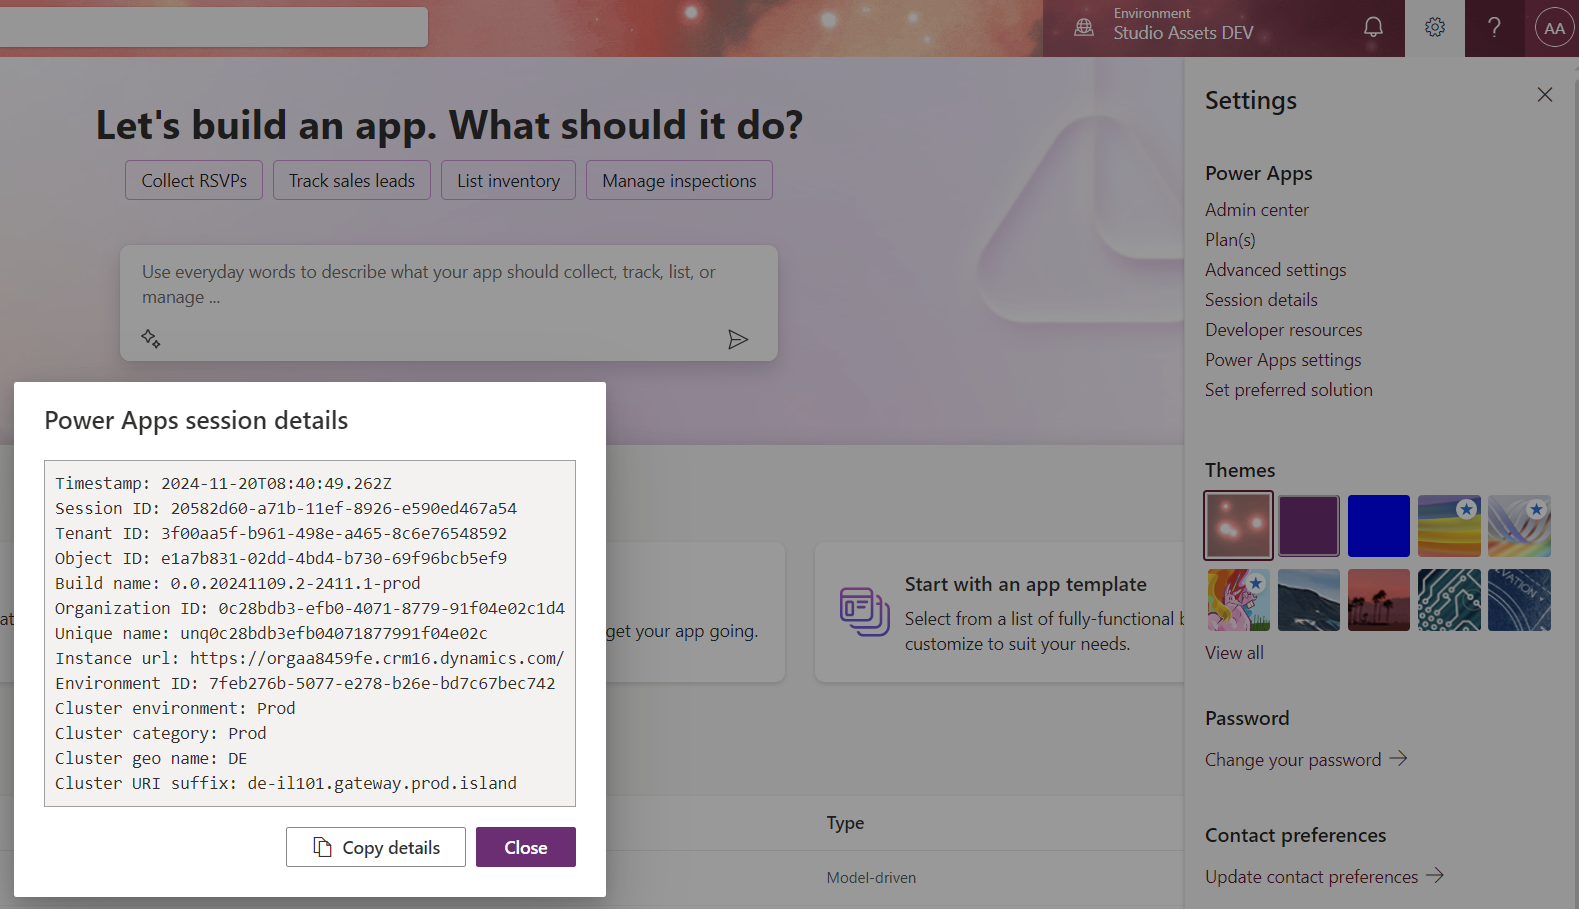 Environment
Studio Assets DEV
?
AA
Let's build an app. What should it do?
Collect RSVPs
Track sales leads
List inventory
Manage inspections
Use everyday words to describe what your app should collect, track, list, or
manage ...
Power Apps session details
Timestamp: 2024-11-20T08:40:49.262Z
Session ID: 20582d60-a71b-11ef-8926-e590ed467a54
Tenant ID: 3f00aa5f-b961-498e-a465-8c6e76548592
Object ID: e1a7b831-02dd-4bd4-b730-69f96bcb5ef9
Build name: 0.0.20241109.2-2411.1-prod
Organization ID: 0c28bdb3-efb0-4071-8779-91f04e02c1d4
Unique name: unq0c28bdb3efb04071877991f04e02c
Instance url: https://orgaa8459fe.crm16.dynamics.com/
Environment ID: 7feb276b-5077-e278-b26e-bd7c67bec742
Cluster environment: Prod
Cluster category: Prod
Cluster geo name: DE
Cluster URI suffix: de-il101.gateway.prod.island
Copy details
Close
at
get your app going.
Start with an app template
Select from a list of fully-functional b
customize to suit your needs.
Type
Model-driven
Settings
Power Apps
Admin center
Plan(s)
Advanced settings
Session details
Developer resources
Power Apps settings
Set preferred solution
Themes
VATION
View all
Password
Change your password
Contact preferences
Update contact preferences